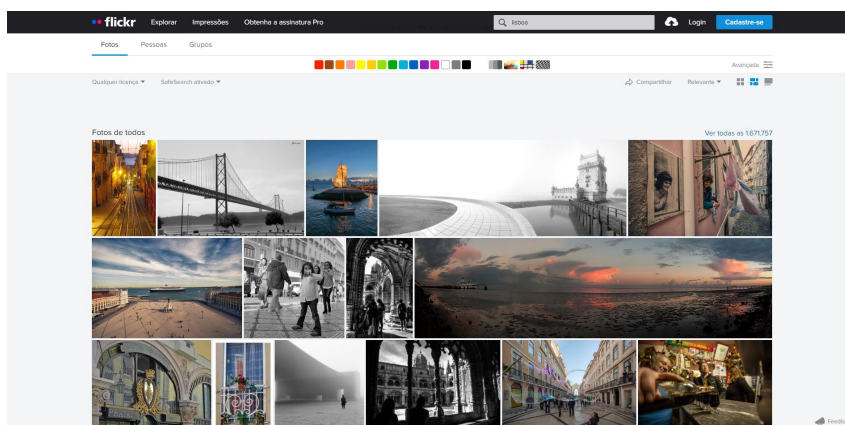 flickr Explorar Impressões Obtenha a assinatura Pro lisboa Login Cadastre-se
Fotos Pessoas Grupos
Avançada
Qualquer licença SafeSearch ativado Compartilhar Relevante
Fotos de todos Ver todas as 1.671.757